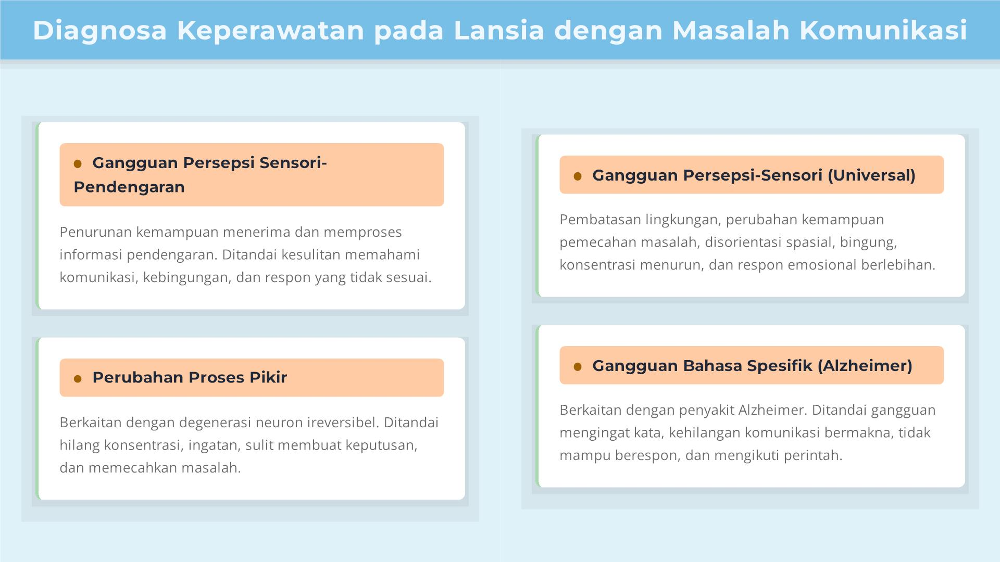 Diagnosa Keperawatan pada Lansia dengan Masalah Komunikasi
● Gangguan Persepsi Sensori-
Pendengaran
Penurunan kemampuan menerima dan memproses
informasi pendengaran. Ditandai kesulitan memahami
komunikasi, kebingungan, dan respon yang tidak sesuai.
● Perubahan Proses Pikir
Berkaitan dengan degenerasi neuron ireversibel. Ditandai
hilang konsentrasi, ingatan, sulit membuat keputusan,
dan memecahkan masalah.
● Gangguan Persepsi-Sensori (Universal)
Pembatasan lingkungan, perubahan kemampuan
pemecahan masalah, disorientasi spasial, bingung,
konsentrasi menurun, dan respon emosional berlebihan.
● Gangguan Bahasa Spesifik (Alzheimer)
Berkaitan dengan penyakit Alzheimer. Ditandai gangguan
mengingat kata, kehilangan komunikasi bermakna, tidak
mampu berespon, dan mengikuti perintah.